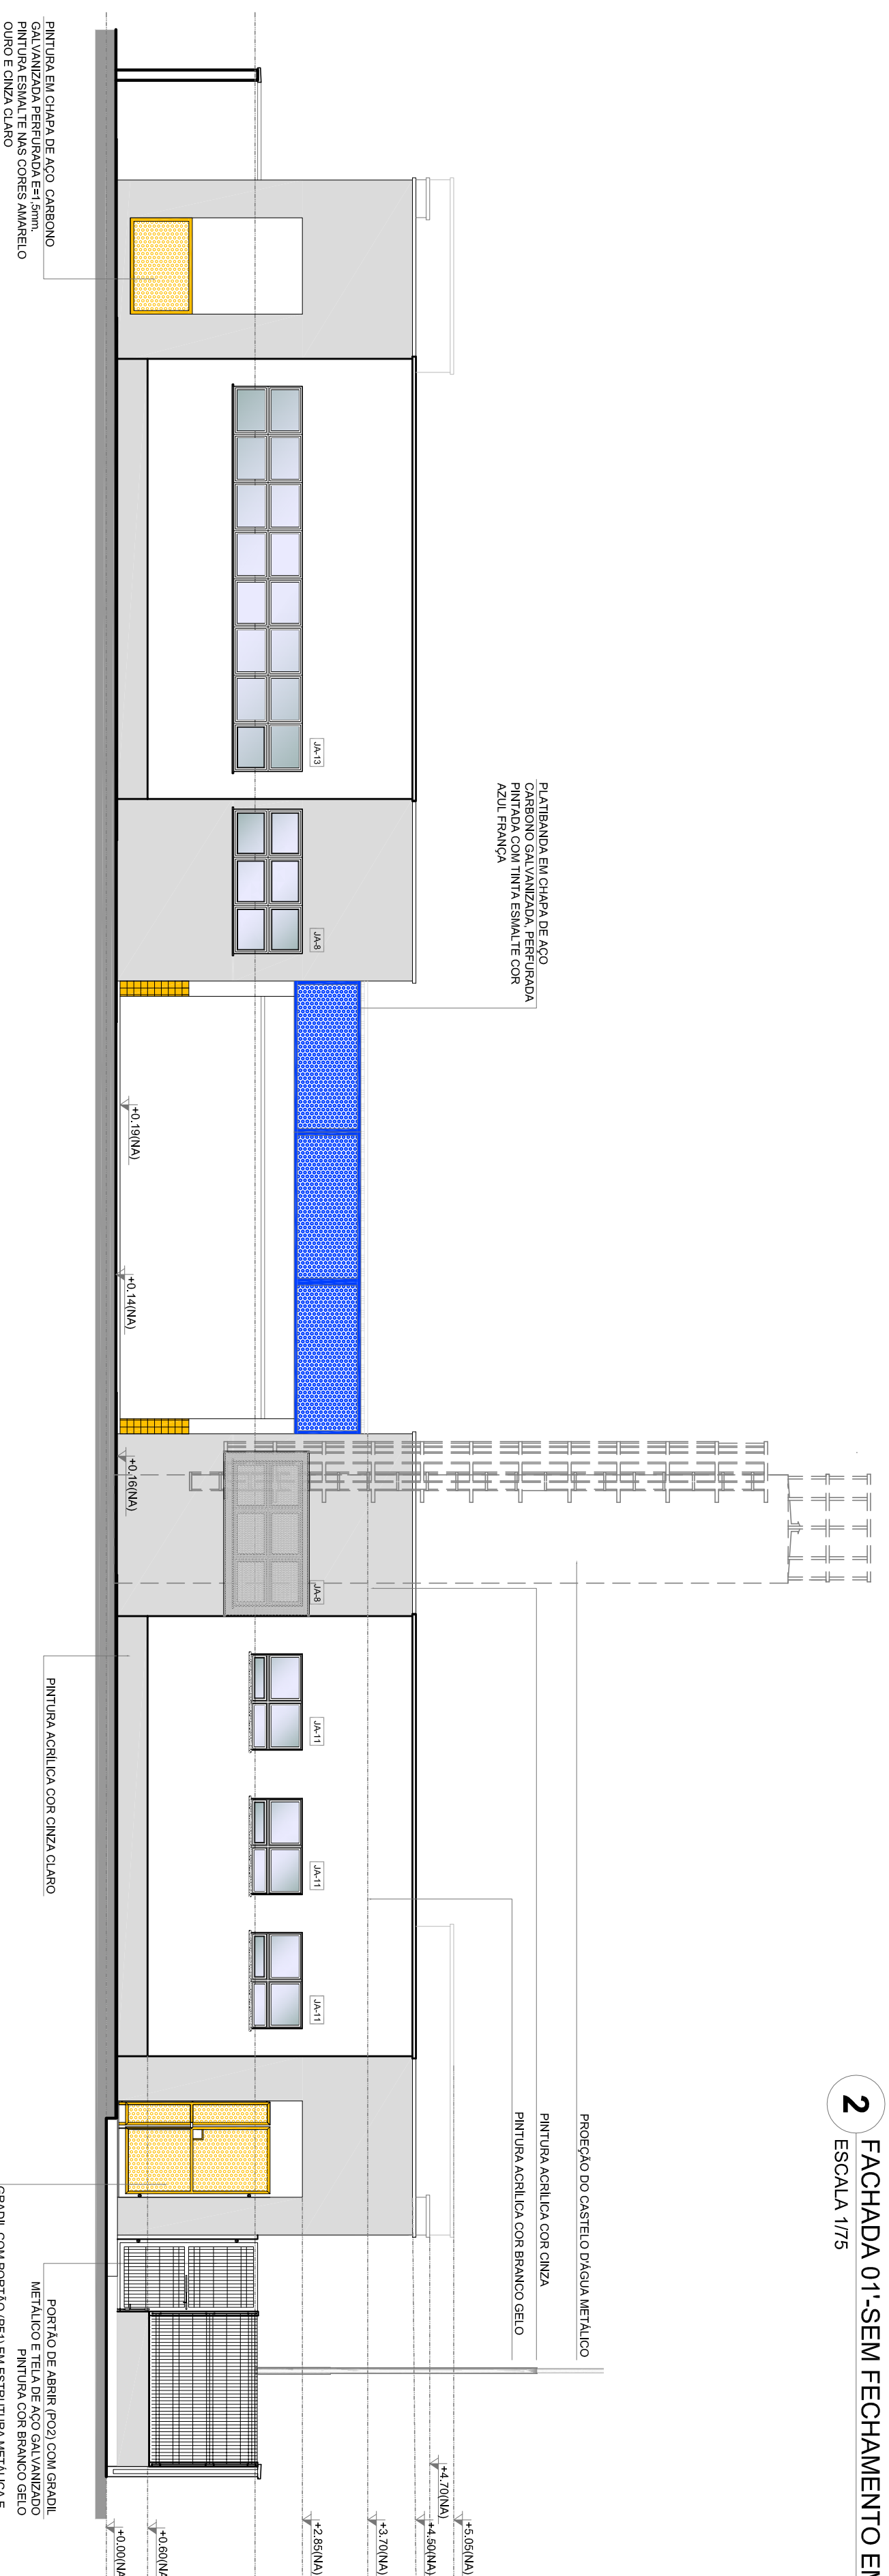 2
FACHADA 01'-SEM FECHAMENTO
ESCALA 1/75
PLATIBANDA EM CHAPA DE AÇO
CARBONO GALVANIZADA, PERFURADA
PINTADA COM TINTA ESMALTE COR
AZUL FRANÇA
PROEÇÃO DO CASTELO D'ÁGUA METÁLICO
PINTURA ACRÍLICA COR CINZA
PINTURA ACRÍLICA COR BRANCO GELO
+5.05(NA)
+4.70(NA)
+4.50(NA)
+3.70(NA)
+2.85(NA)
+0.60(NA)
+0.00(NA)
JA-13
JA-8
JA-8
JA-11
JA-11
JA-11
+0.19(NA)
+0.14(NA)
+0.16(NA)
PINTURA EM CHAPA DE AÇO CARBONO
GALVANIZADA PERFURADA E=1,5mm,
PINTURA ESMALTE NAS CORES AMARELO
OURO E CINZA CLARO
PINTURA ACRÍLICA COR CINZA CLARO
PORTÃO DE ABRIR (PO2) COM GRADIL
METÁLICO E TELA DE AÇO GALVANIZADO
PINTURA COR BRANCO GELO
GRADIL COM PORTÃO (PF1) EM ESTRUTURA METÁLICA E